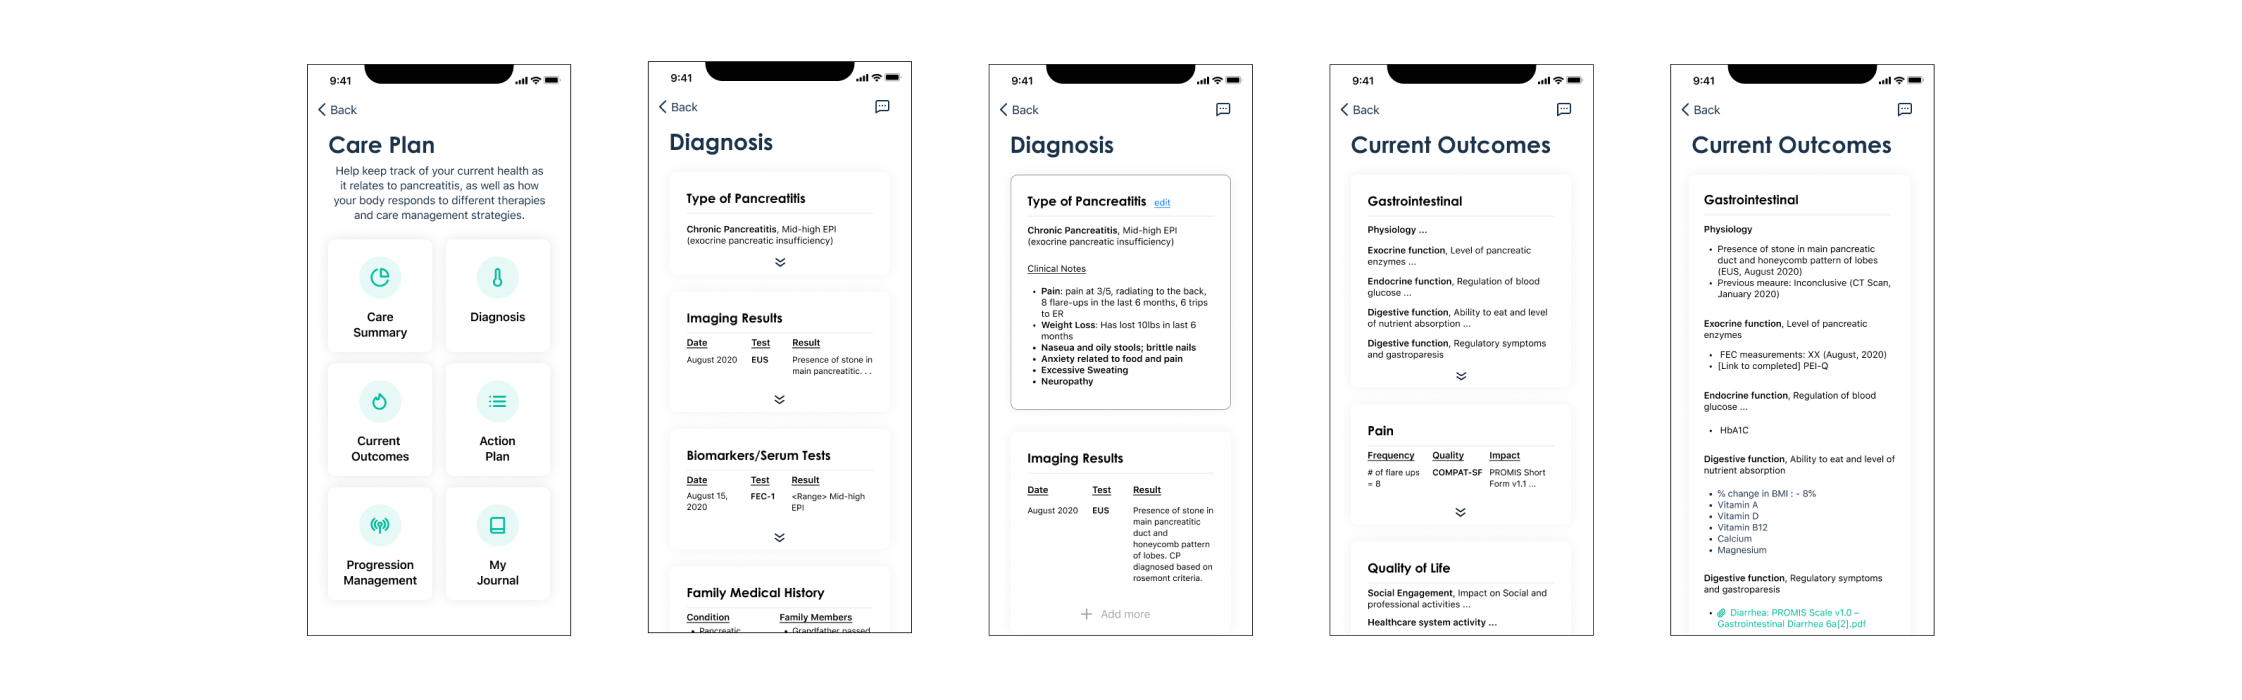 9:41
Back
Care Plan
Help keep track of your current health as
it relates to pancreatitis, as well as how
your body responds to different therapies
and care management strategies.
Care
Summary
Diagnosis
Current
Outcomes
Action
Plan
Progression
Management
My
Journal
9:41
Back
Diagnosis
Type of Pancreatitis
Chronic Pancreatitis, Mid-high EPI
(exocrine pancreatic insufficiency)
Imaging Results
Date Test Result
August 2020 EUS Presence of stone in
main pancreatitic. . .
Biomarkers/Serum Tests
Date Test Result
August 15, FEC-1 <Range> Mid-high
2020 EPI
Family Medical History
Condition Family Members
• Pancreatic • Grandfather passed
9:41
Back
Diagnosis
Type of Pancreatitis edit
Chronic Pancreatitis, Mid-high EPI
(exocrine pancreatic insufficiency)
Clinical Notes
• Pain: pain at 3/5, radiating to the back,
8 flare-ups in the last 6 months, 6 trips
to ER
• Weight Loss: Has lost 10lbs in last 6
months
• Naseua and oily stools; brittle nails
• Anxiety related to food and pain
• Excessive Sweating
• Neuropathy
Imaging Results
Date Test Result
August 2020 EUS Presence of stone in
main pancreatitic
duct and
honeycomb pattern
of lobes. CP
diagnosed based on
rosemont criteria.
+ Add more
9:41
Back
Current Outcomes
Gastrointestinal
Physiology ...
Exocrine function, Level of pancreatic
enzymes ...
Endocrine function, Regulation of blood
glucose ...
Digestive function, Ability to eat and level
of nutrient absorption ...
Digestive function, Regulatory symptoms
and gastroparesis
Pain
Frequency Quality Impact
# of flare ups COMPAT-SF PROMIS Short
= 8 Form v1.1 ...
Quality of Life
Social Engagement, Impact on Social and
professional activities ...
Healthcare system activity ...
9:41
Back
Current Outcomes
Gastrointestinal
Physiology
• Presence of stone in main pancreatic
duct and honeycomb pattern of lobes
(EUS, August 2020)
• Previous meaure: Inconclusive (CT Scan,
January 2020)
Exocrine function, Level of pancreatic
enzymes
• FEC measurements: XX (August, 2020)
• [Link to completed] PEI-Q
Endocrine function, Regulation of blood
glucose ...
• HbA1C
Digestive function, Ability to eat and level of
nutrient absorption
• % change in BMI : - 8%
• Vitamin A
• Vitamin D
• Vitamin B12
• Calcium
• Magnesium
Digestive function, Regulatory symptoms
and gastroparesis
• Diarrhea: PROMIS Scale v1.0 –
Gastrointestinal Diarrhea 6a[2].pdf